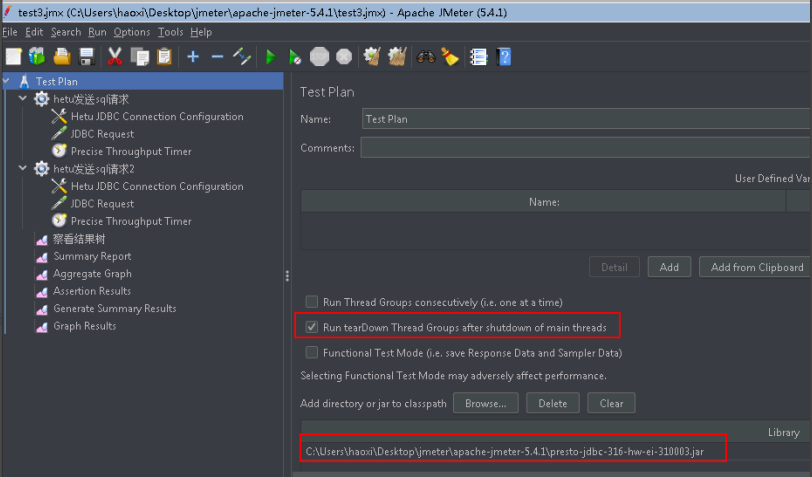 test3.jmx (C:\Users\haoxi\Desktop\jmeter\apache-jmeter-5.4.1\test3.jmx) - Apache JMeter (5.4.1)
File Edit Search Run Options Tools Help
Test Plan
hetu发送sql请求
Hetu JDBC Connection Configuration
JDBC Request
Precise Throughput Timer
hetu发送sql请求2
Hetu JDBC Connection Configuration
JDBC Request
Precise Throughput Timer
察看结果树
Summary Report
Aggregate Graph
Assertion Results
Generate Summary Results
Graph Results
Test Plan
Name: Test Plan
Comments:
User Defined Var
Name:
Detail Add Add from Clipboard
Run Thread Groups consecutively (i.e. one at a time)
Run tearDown Thread Groups after shutdown of main threads
Functional Test Mode (i.e. save Response Data and Sampler Data)
Selecting Functional Test Mode may adversely affect performance.
Add directory or jar to classpath Browse... Delete Clear
Library
C:\Users\haoxi\Desktop\jmeter\apache-jmeter-5.4.1\presto-jdbc-316-hw-ei-310003.jar